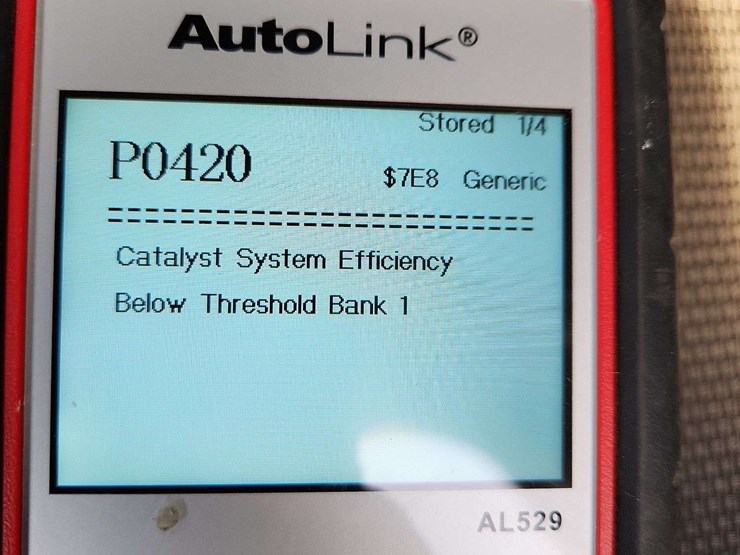 AutoLink®
Stored 1/4
P0420
$7E8 Generic
==========================
Catalyst System Efficiency
Below Threshold Bank 1
AL529